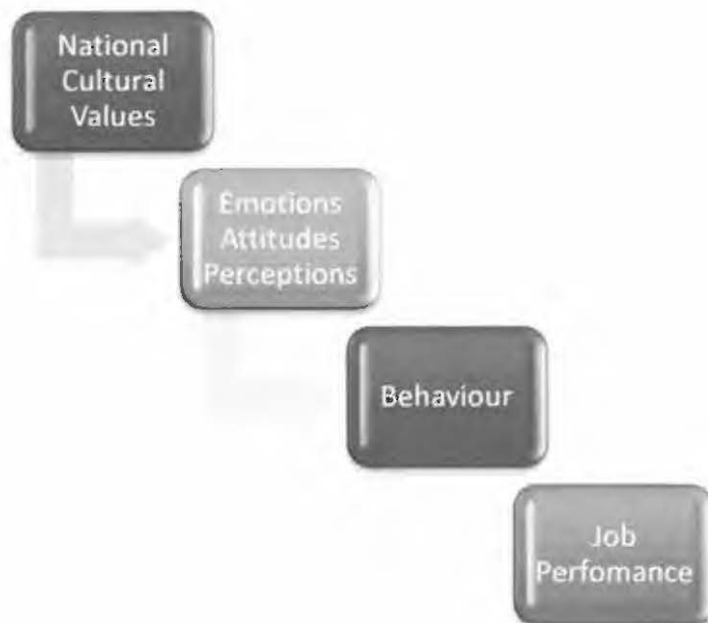 National
Cultural
Values
Emotions
Attitudes
Perceptions
Behaviour
Job
Perfomance